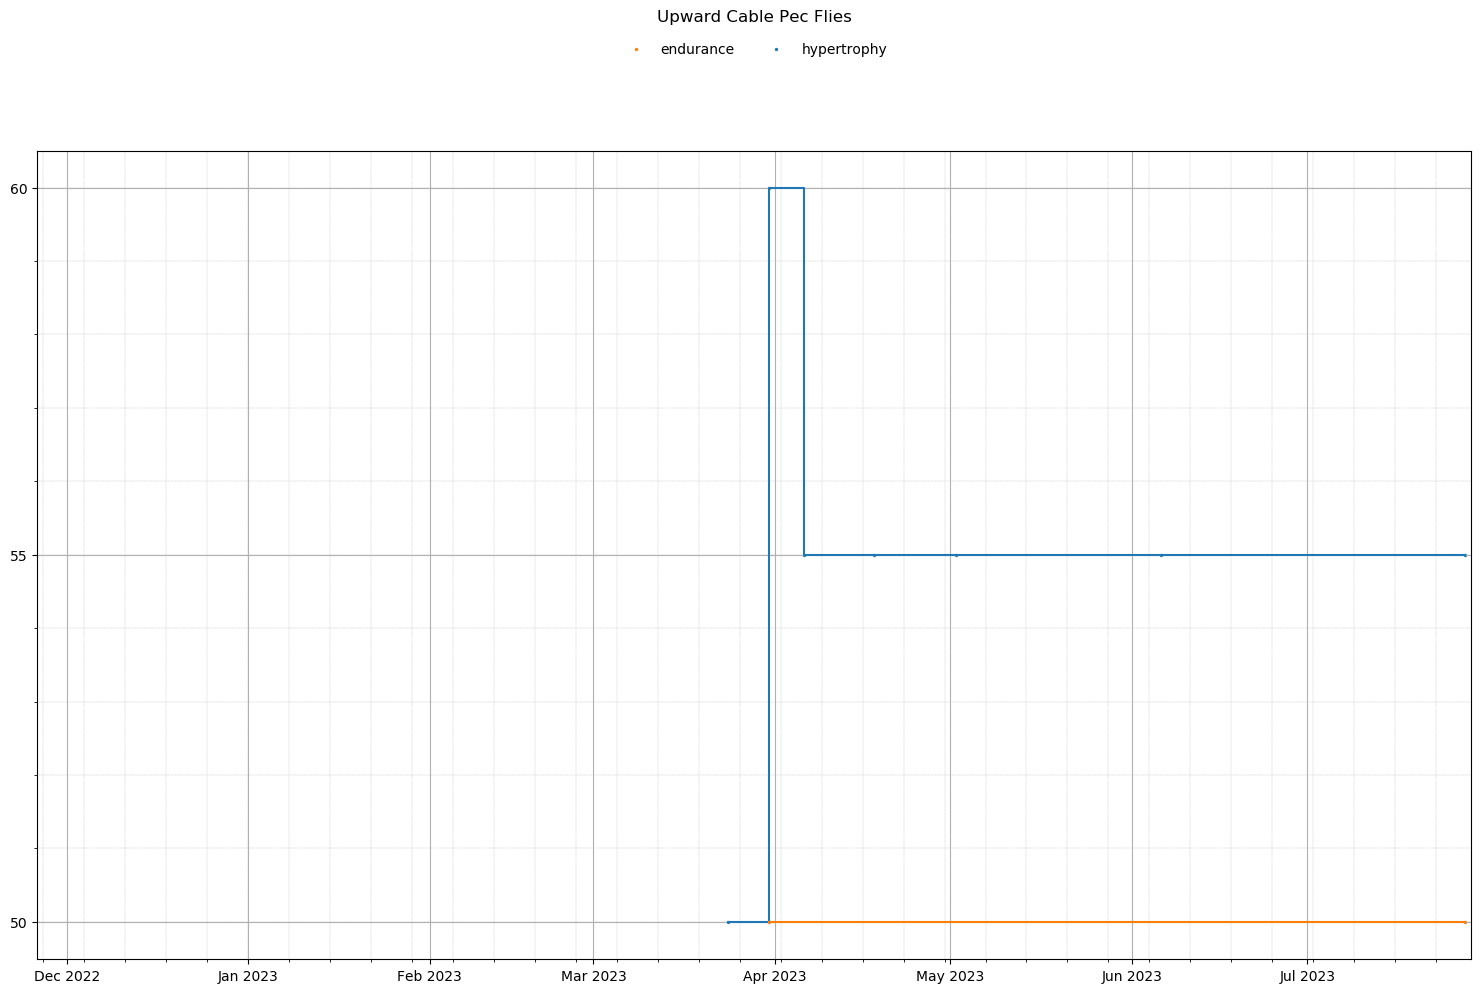 Upward Cable Pec Flies
endurance hypertrophy
60
55
50
Dec 2022 Jan 2023 Feb 2023 Mar 2023 Apr 2023 May 2023 Jun 2023 Jul 2023